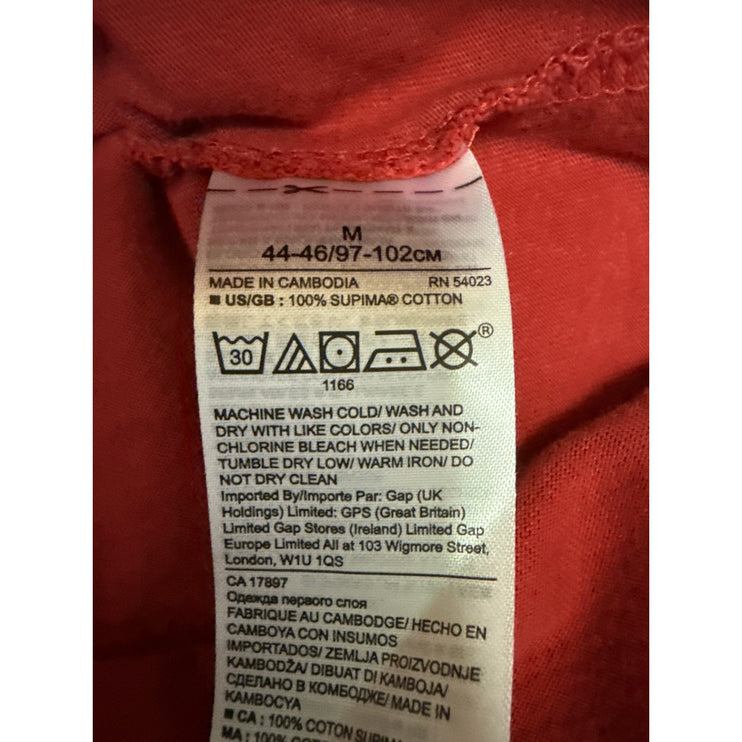 M
44-46/97-102CM
MADE IN CAMBODIA RN 54023
US/GB : 100% SUPIMA® COTTON
30 ®
1166
MACHINE WASH COLD/ WASH AND
DRY WITH LIKE COLORS/ ONLY NON-
CHLORINE BLEACH WHEN NEEDED/
TUMBLE DRY LOW/ WARM IRON/ DO
NOT DRY CLEAN
Imported By/Importe Par: Gap (UK
Holdings) Limited: GPS (Great Britain)
Limited Gap Stores (Ireland) Limited Gap
Europe Limited All at 103 Wigmore Street,
London, W1U 1QS
CA 17897
Одежда первого слоя
FABRIQUE AU CAMBODGE/ HECHO EN
CAMBOYA CON INSUMOS
IMPORTADOS/ ZEMLJA PROIZVODNJE
KAMBODŽA/ DIBUAT DI KAMBOJA/
СДЕЛАНО В КОМБОДЖЕ/ MADE IN
KAMBOCYA
CA : 100% COTON SUPIMA
MA : 100% COT